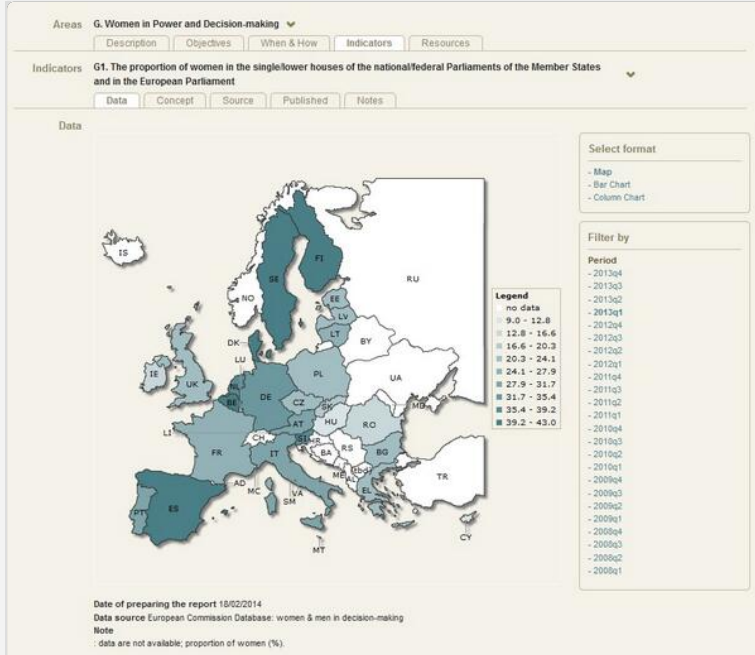 Areas G. Women in Power and Decision-making
Description Objectives When & How Indicators Resources
Indicators G1. The proportion of women in the single/lower houses of the national/federal Parliaments of the Member States
and in the European Parliament
Data Concept Source Published Notes
Data
IS
NO
SE
FI
RU
EE
LV
LT
DK
LU
BY
IE
UK
NL
BE
DE
PL
UA
CZ
SK
MD
LI
CH
AT
HU
RO
FR
SI
HR
BA
RS
IT
BG
ME
AL
AD
MC
SM
VA
EL
TR
PT
ES
MT
CY
Legend
no data
9.0 - 12.8
12.8 - 16.6
16.6 - 20.3
20.3 - 24.1
24.1 - 27.9
27.9 - 31.7
31.7 - 35.4
35.4 - 39.2
39.2 - 43.0
Select format
- Map
- Bar Chart
- Column Chart
Filter by
Period
- 2013q4
- 2013q3
- 2013q2
- 2013q1
- 2012q4
- 2012q3
- 2012q2
- 2012q1
- 2011q4
- 2011q3
- 2011q2
- 2011q1
- 2010q4
- 2010q3
- 2010q2
- 2010q1
- 2009q4
- 2009q3
- 2009q2
- 2009q1
- 2008q4
- 2008q3
- 2008q2
- 2008q1
Date of preparing the report 18/02/2014
Data source European Commission Database: women & men in decision-making
Note
: data are not available; proportion of women (%).